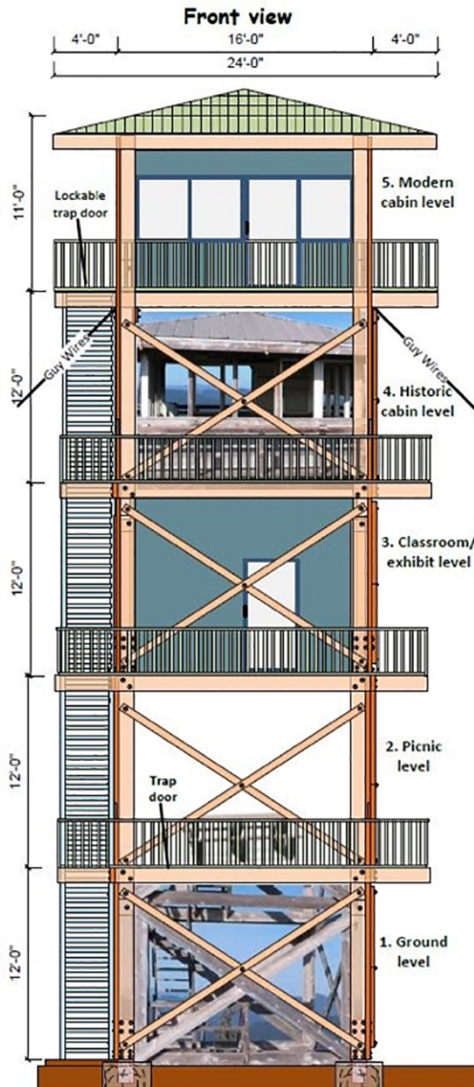 Front view
4'-0"
16'-0"
4'-0"
24'-0"
11'-0"
Lockable
trap door
5. Modern
cabin level
Guy Wires
Guy Wires
12'-0"
4. Historic
cabin level
12'-0"
3. Classroom/
exhibit level
12'-0"
2. Picnic
level
Trap
door
12'-0"
1. Ground
level